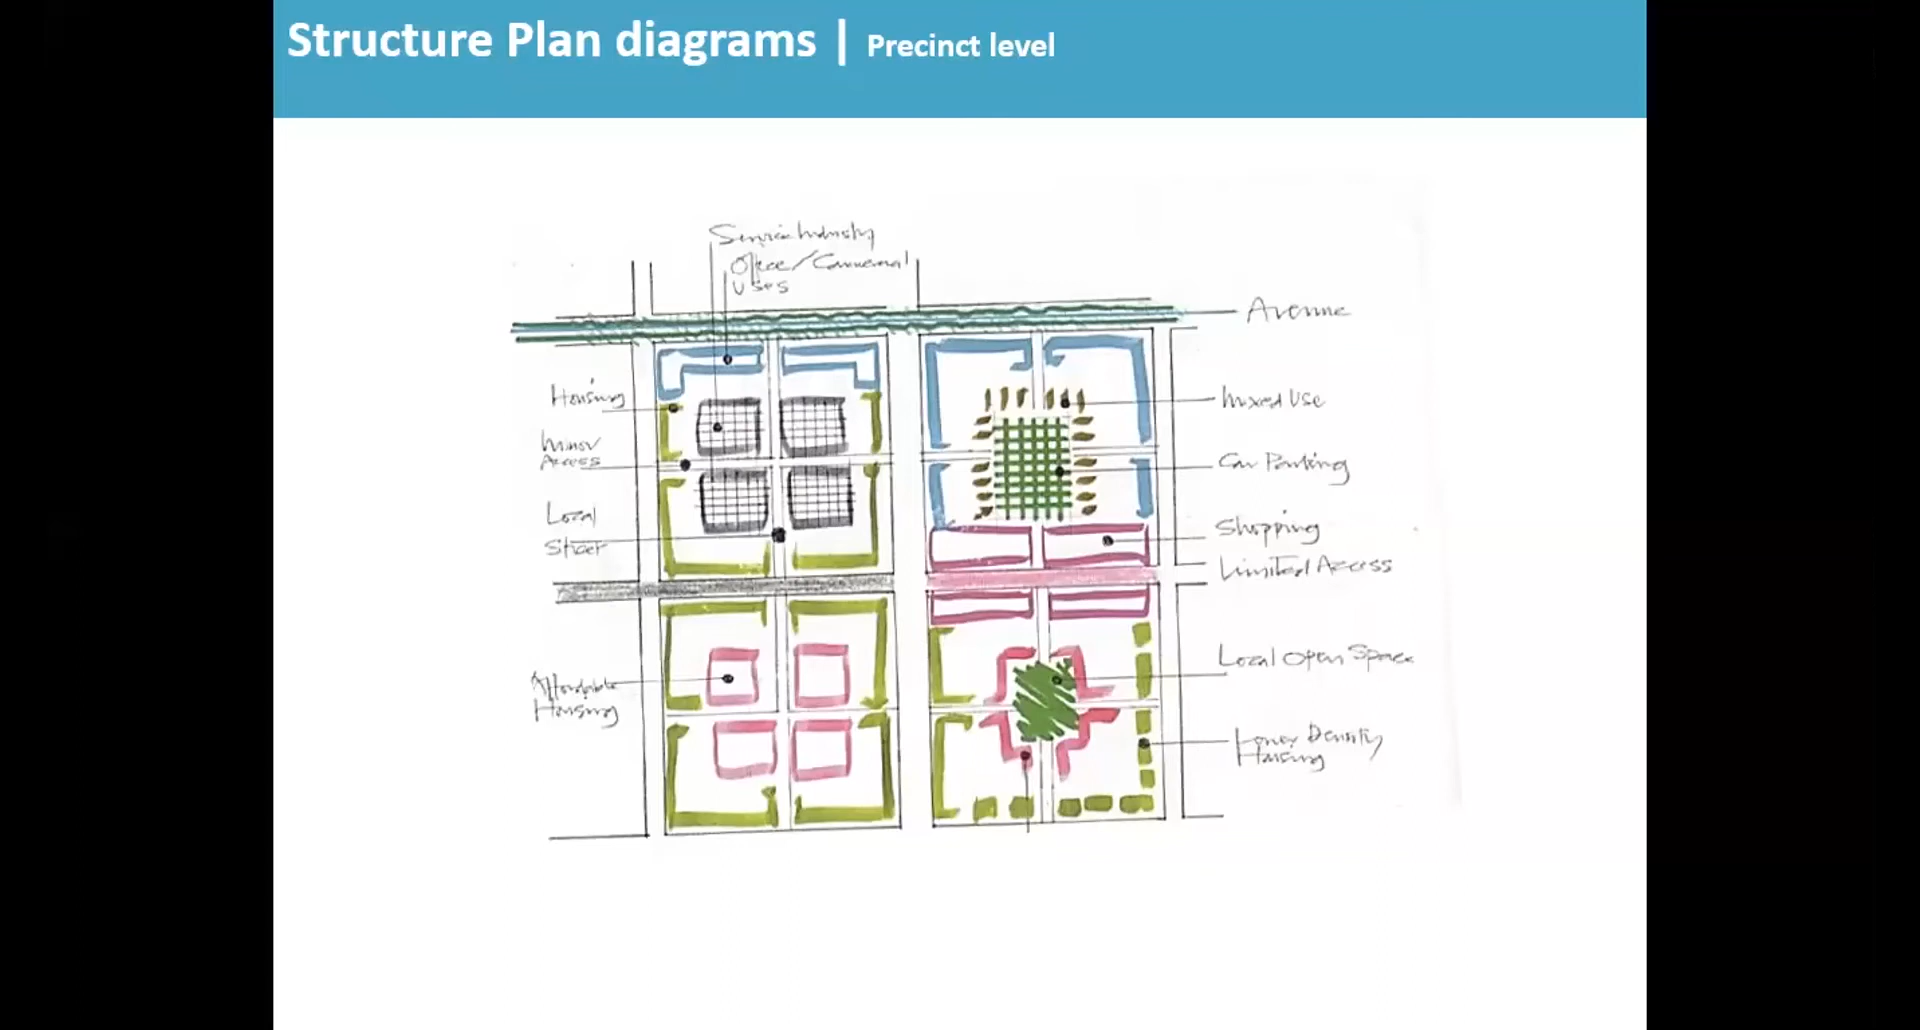 Structure Plan diagrams | Precinct level
Service Industry
Office/Commercial
Uses
Avenue
Housing
Mixed Use
Minor
Access
Car Parking
Local
Street
Shopping
Limited Access
Local Open Space
Affordable
Housing
Lower Density
Housing